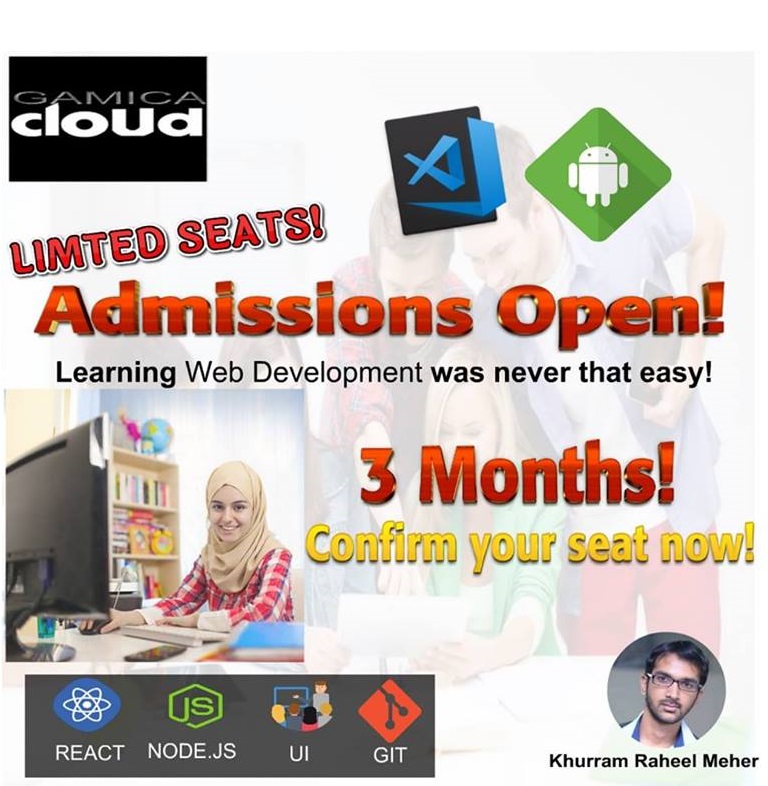 GAMICA
cloud
LIMTED SEATS!
Admissions Open!
Learning Web Development was never that easy!
3 Months!
Confirm your seat now!
JS
REACT NODE.JS UI GIT
Khurram Raheel Meher